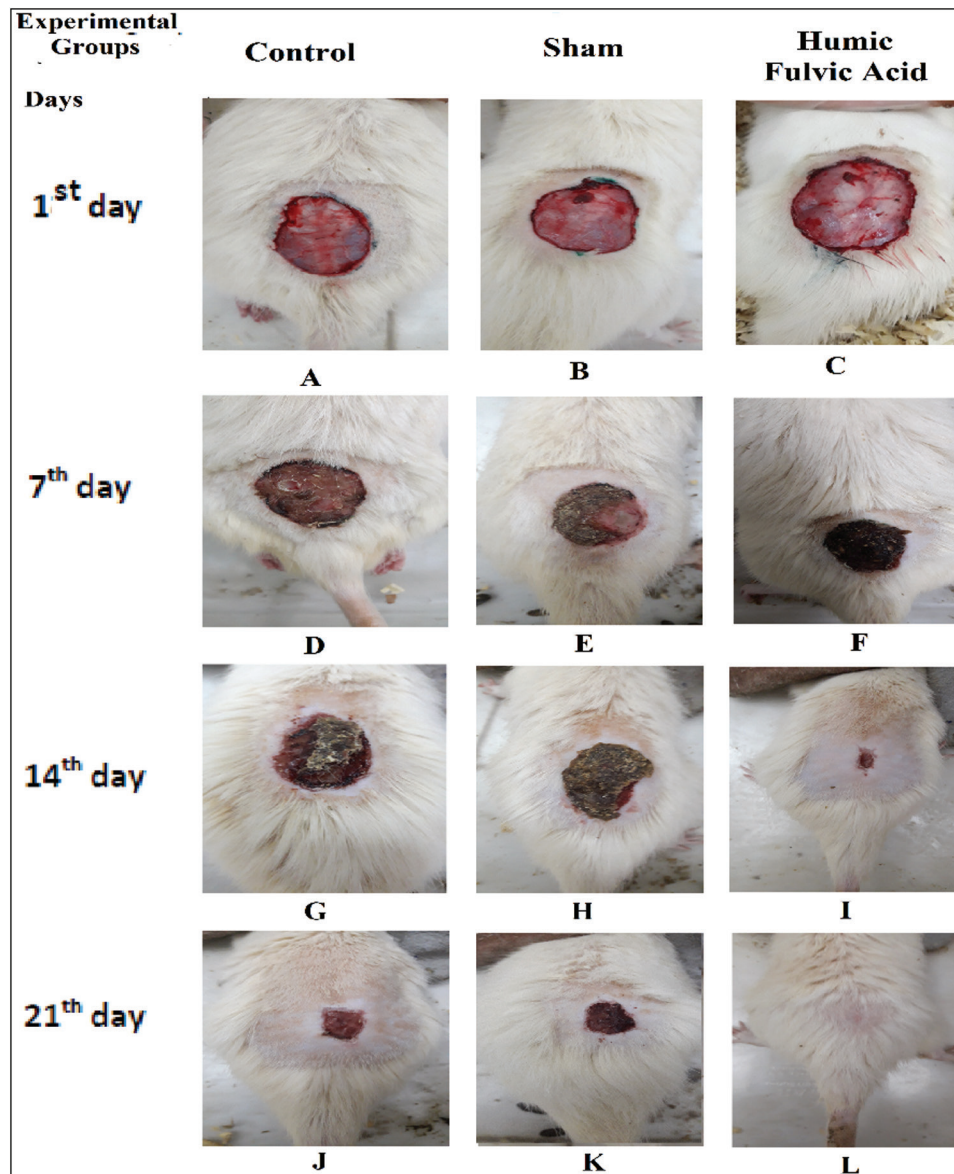 Experimental
Groups
Control
Sham
Humic
Fulvic Acid
Days
1st day
A
B
C
7th day
D
E
F
14th day
G
H
I
21th day
J
K
L